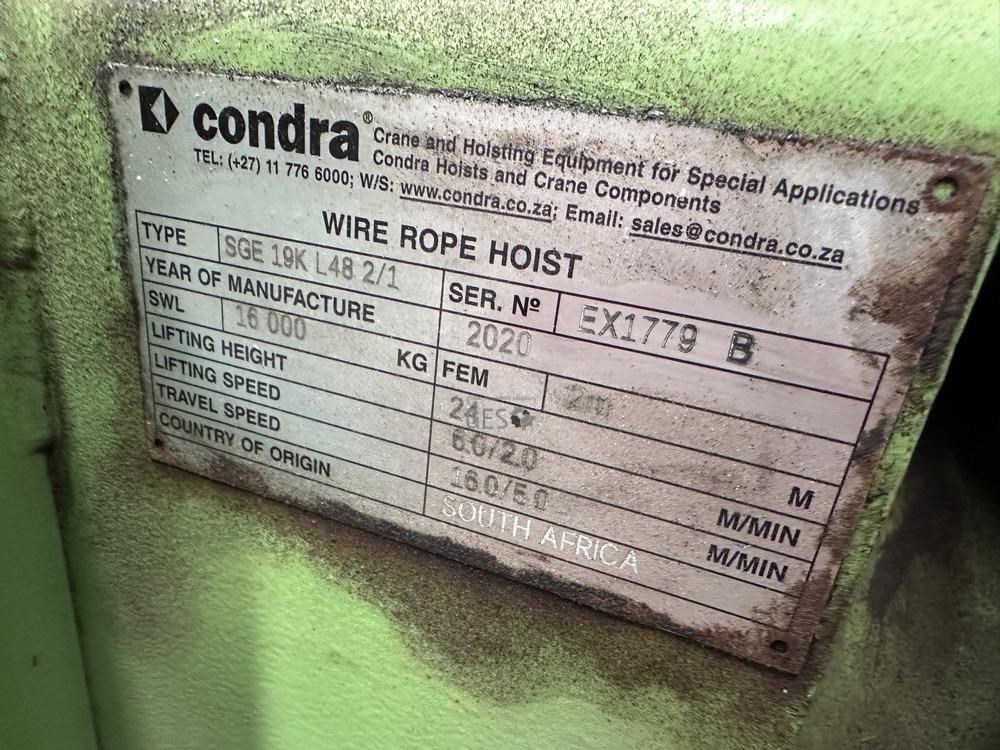 condra®
Crane and Hoisting Equipment for Special Applications
Condra Hoists and Crane Components
TEL: (+27) 11 776 6000; W/S: www.condra.co.za; Email: sales@condra.co.za
WIRE ROPE HOIST
TYPE SGE 19K L48 2/1 SER. Nº EX1779 B
YEAR OF MANUFACTURE 2020
SWL 16 000 KG FEM 2m
LIFTING HEIGHT M
LIFTING SPEED 6.0/2.0 M/MIN
TRAVEL SPEED 16.0/5.0 M/MIN
COUNTRY OF ORIGIN SOUTH AFRICA